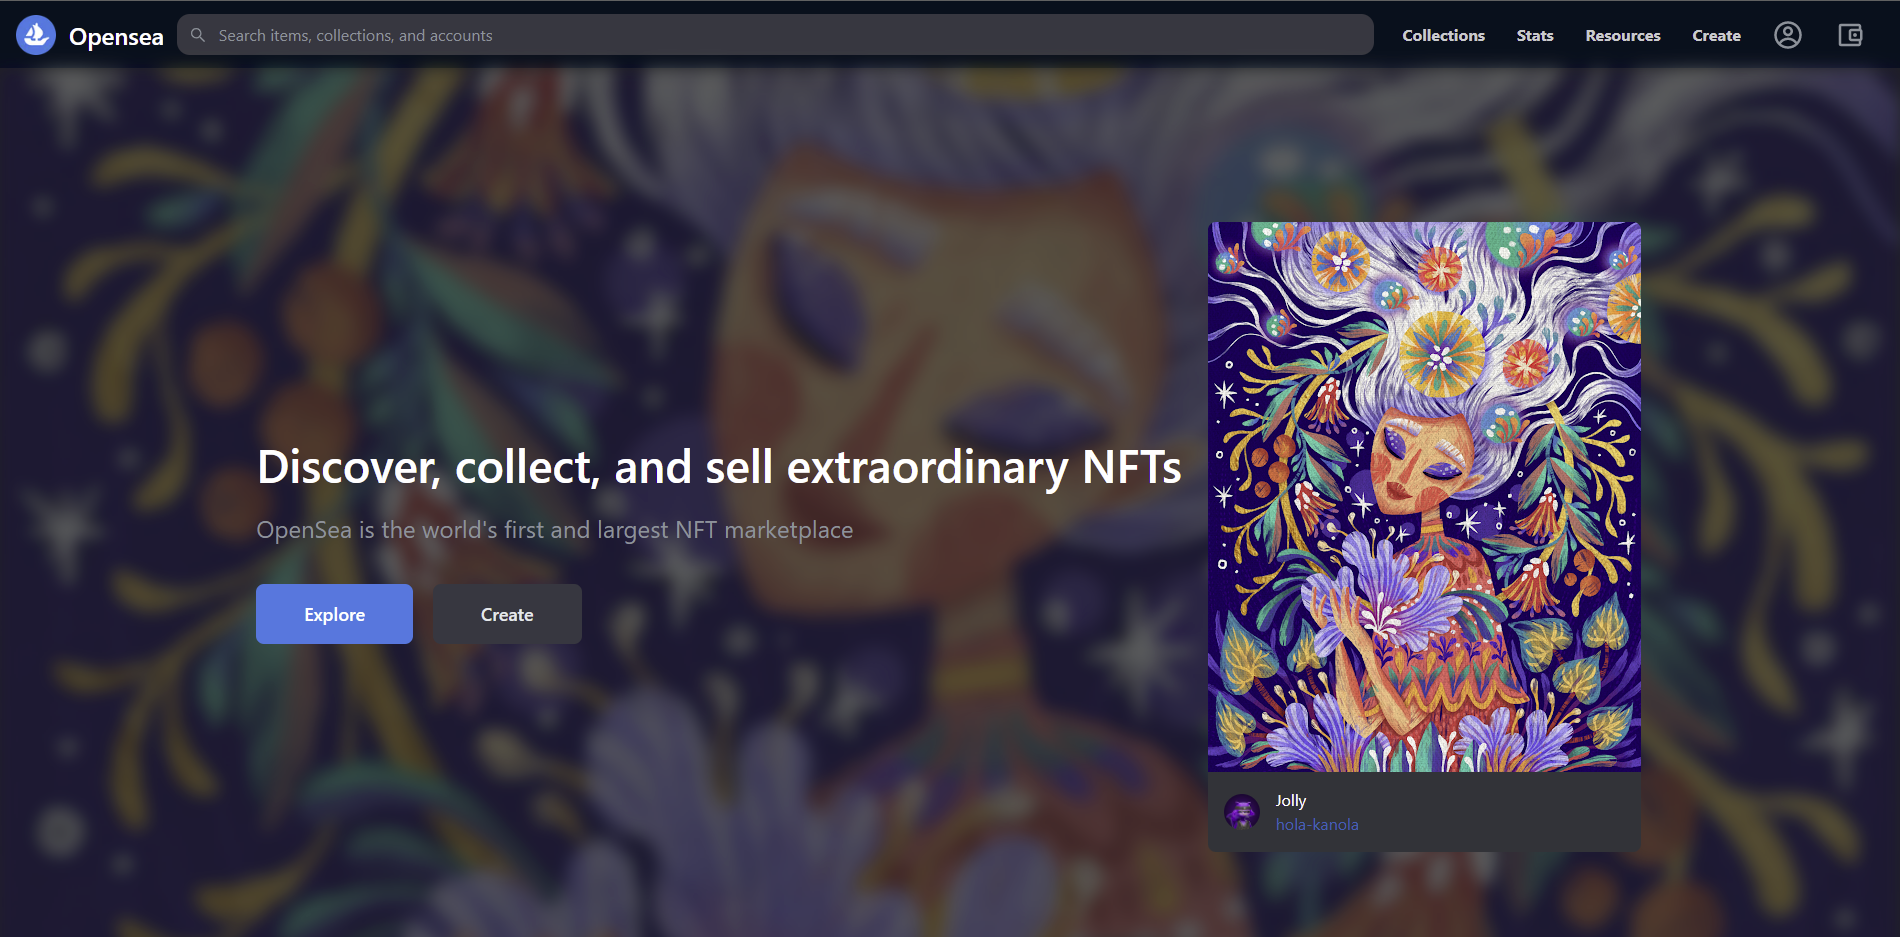 Opensea
Search items, collections, and accounts
Collections
Stats
Resources
Create
Discover, collect, and sell extraordinary NFTs
OpenSea is the world's first and largest NFT marketplace
Explore
Create
Jolly
hola-kanola